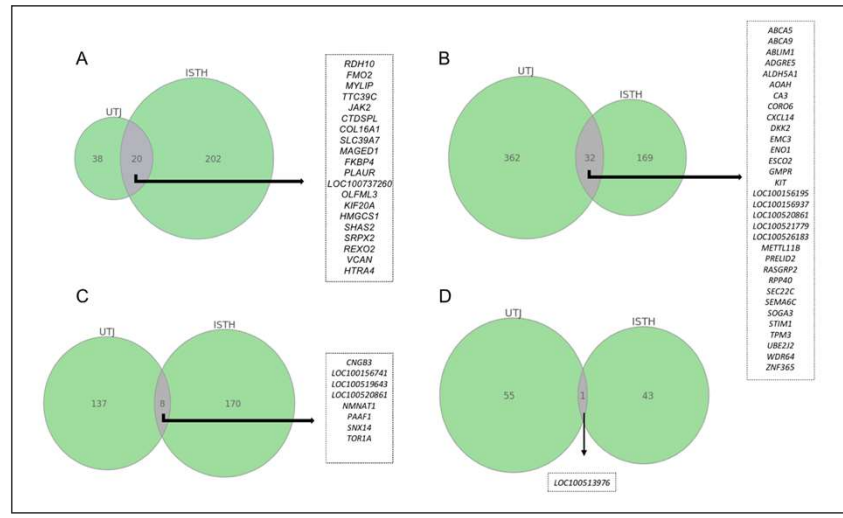 A
ISTH
UTJ
38
20
202
RDH10
FMO2
MYLIP
TTC39C
JAK2
CTDSPL
COL16A1
SLC39A7
MAGED1
FKBP4
PLAUR
LOC100737260
OLFML3
KIF20A
HMGCS1
SHAS2
SRPX2
REXO2
VCAN
HTRA4
B
UTJ
ISTH
362
32
169
ABCA5
ABCA9
ABLIM1
ADGRE5
ALDH5A1
AOAH
CA3
CORO6
CXCL14
DKK2
EMC3
ENO1
ESCO2
GMPR
KIT
LOC100156195
LOC100156937
LOC100520861
LOC100521779
LOC100526183
METTL11B
PRELID2
RASGRP2
RPP40
SEC22C
SEMA6C
SOGA3
STIM1
TPM3
UBE2J2
WDR64
ZNF365
C
UTJ
ISTH
137
8
170
CNGB3
LOC100156741
LOC100519643
LOC100520861
NMNAT1
PAAF1
SNX14
TOR1A
D
UTJ
ISTH
55
1
43
LOC100513976